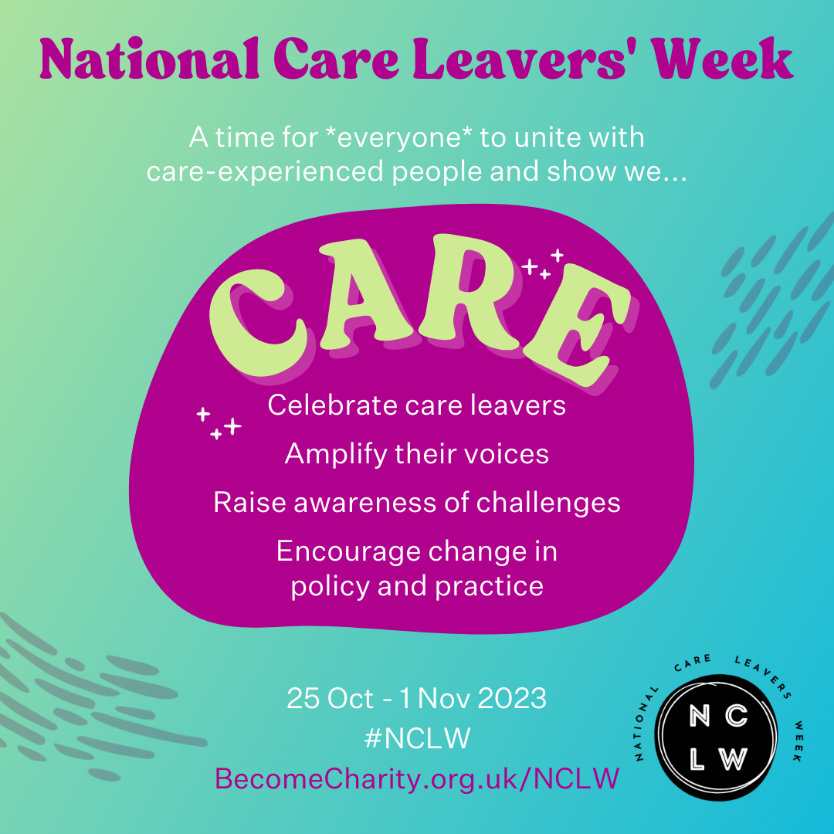 National Care Leavers' Week
A time for *everyone* to unite with
care-experienced people and show we...
CARE
Celebrate care leavers
Amplify their voices
Raise awareness of challenges
Encourage change in
policy and practice
25 Oct - 1 Nov 2023
#NCLW
BecomeCharity.org.uk/NCLW
NATIONAL CARE LEAVERS WEEK
NC
LW